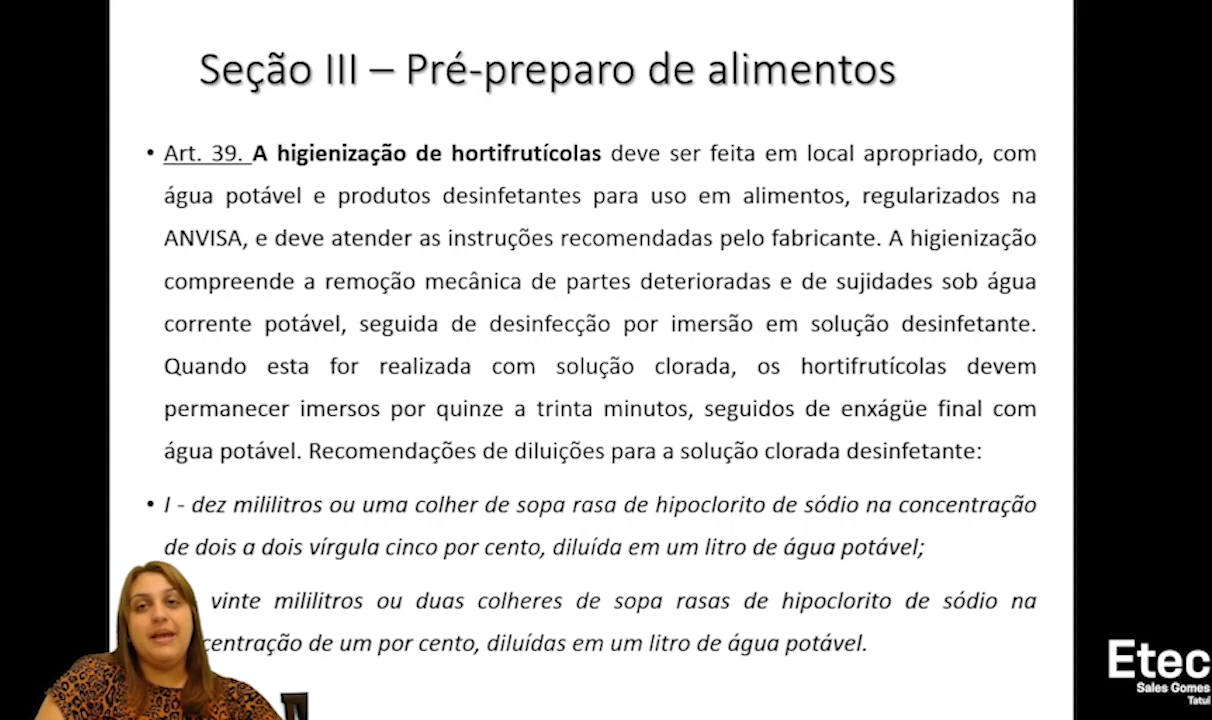 Seção III – Pré-preparo de alimentos
• Art. 39. A higienização de hortifrutícolas deve ser feita em local apropriado, com
água potável e produtos desinfetantes para uso em alimentos, regularizados na
ANVISA, e deve atender as instruções recomendadas pelo fabricante. A higienização
compreende a remoção mecânica de partes deterioradas e de sujidades sob água
corrente potável, seguida de desinfecção por imersão em solução desinfetante.
Quando esta for realizada com solução clorada, os hortifrutícolas devem
permanecer imersos por quinze a trinta minutos, seguidos de enxágüe final com
água potável. Recomendações de diluições para a solução clorada desinfetante:
• I - dez mililitros ou uma colher de sopa rasa de hipoclorito de sódio na concentração
de dois a dois vírgula cinco por cento, diluída em um litro de água potável;
vinte mililitros ou duas colheres de sopa rasas de hipoclorito de sódio na
centração de um por cento, diluídas em um litro de água potável.
Etec
Sales Gomes
Tatuí